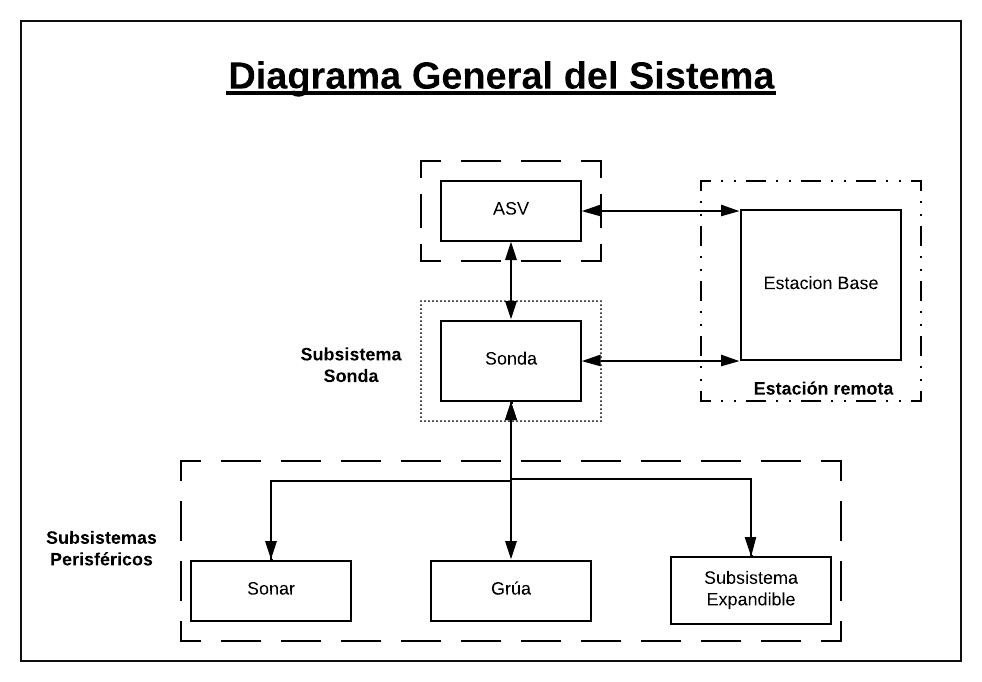 Diagrama General del Sistema
ASV
Estacion Base
Estación remota
Subsistema
Sonda
Sonda
Subsistemas
Perisféricos
Sonar
Grúa
Subsistema
Expandible